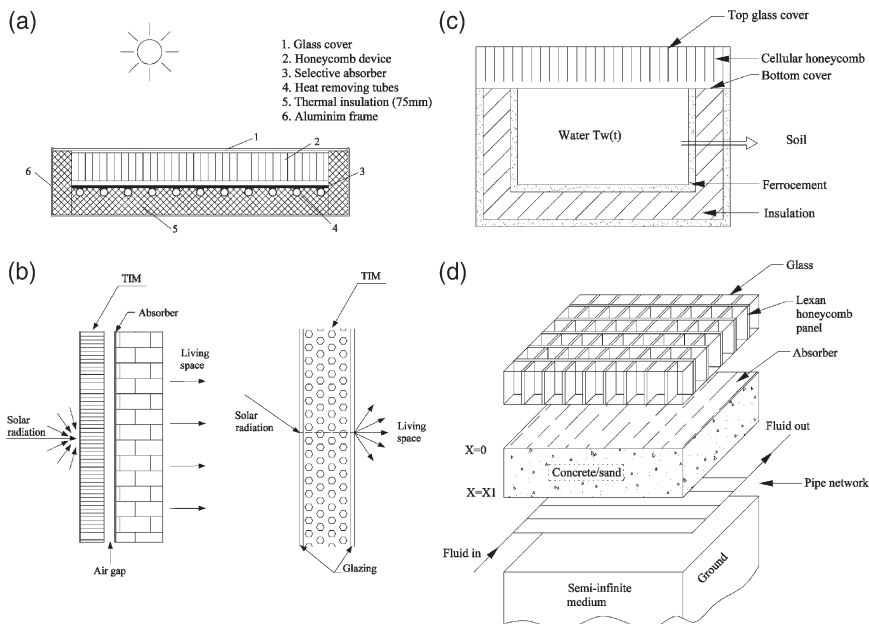 (a)
1. Glass cover
2. Honeycomb device
3. Selective absorber
4. Heat removing tubes
5. Thermal insulation (75mm)
6. Aluminim frame
1
2
3
4
5
6
(b)
TIM
Absorber
Living
space
Solar
radiation
Air gap
TIM
Solar
radiation
Living
space
Glazing
(c)
Top glass cover
Cellular honeycomb
Bottom cover
Water Tw(t)
Soil
Ferrocement
Insulation
(d)
Glass
Lexan
honeycomb
panel
Absorber
Fluid out
X=0
Concrete/sand
X=X1
Pipe network
Fluid in
Ground
Semi-infinite
medium